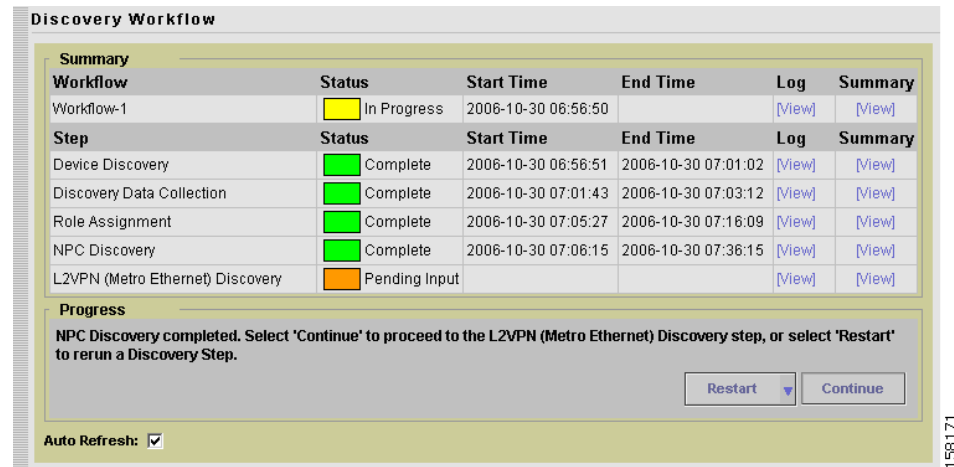 Discovery Workflow
Summary
Workflow Status Start Time End Time Log Summary
Workflow-1 In Progress 2006-10-30 06:56:50 [View] [View]
Step Status Start Time End Time Log Summary
Device Discovery Complete 2006-10-30 06:56:51 2006-10-30 07:01:02 [View] [View]
Discovery Data Collection Complete 2006-10-30 07:01:43 2006-10-30 07:03:12 [View] [View]
Role Assignment Complete 2006-10-30 07:05:27 2006-10-30 07:16:09 [View] [View]
NPC Discovery Complete 2006-10-30 07:06:15 2006-10-30 07:36:15 [View] [View]
L2VPN (Metro Ethernet) Discovery Pending Input [View] [View]
Progress
NPC Discovery completed. Select 'Continue' to proceed to the L2VPN (Metro Ethernet) Discovery step, or select 'Restart'
to rerun a Discovery Step.
Restart Continue
Auto Refresh:
158171